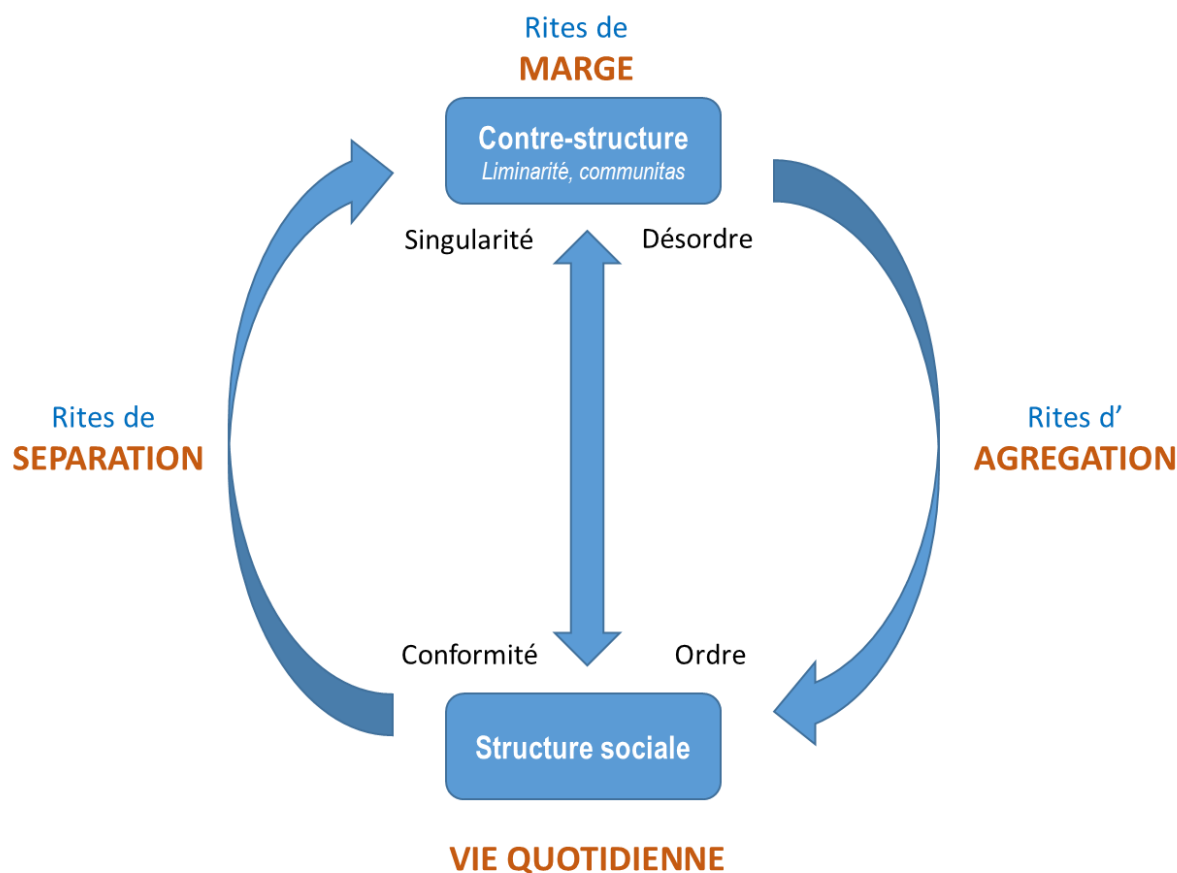 Rites de
MARGE
Contre-structure
Liminarité, communitas
Singularité
Désordre
Rites de
SEPARATION
Rites d’
AGREGATION
Conformité
Ordre
Structure sociale
VIE QUOTIDIENNE